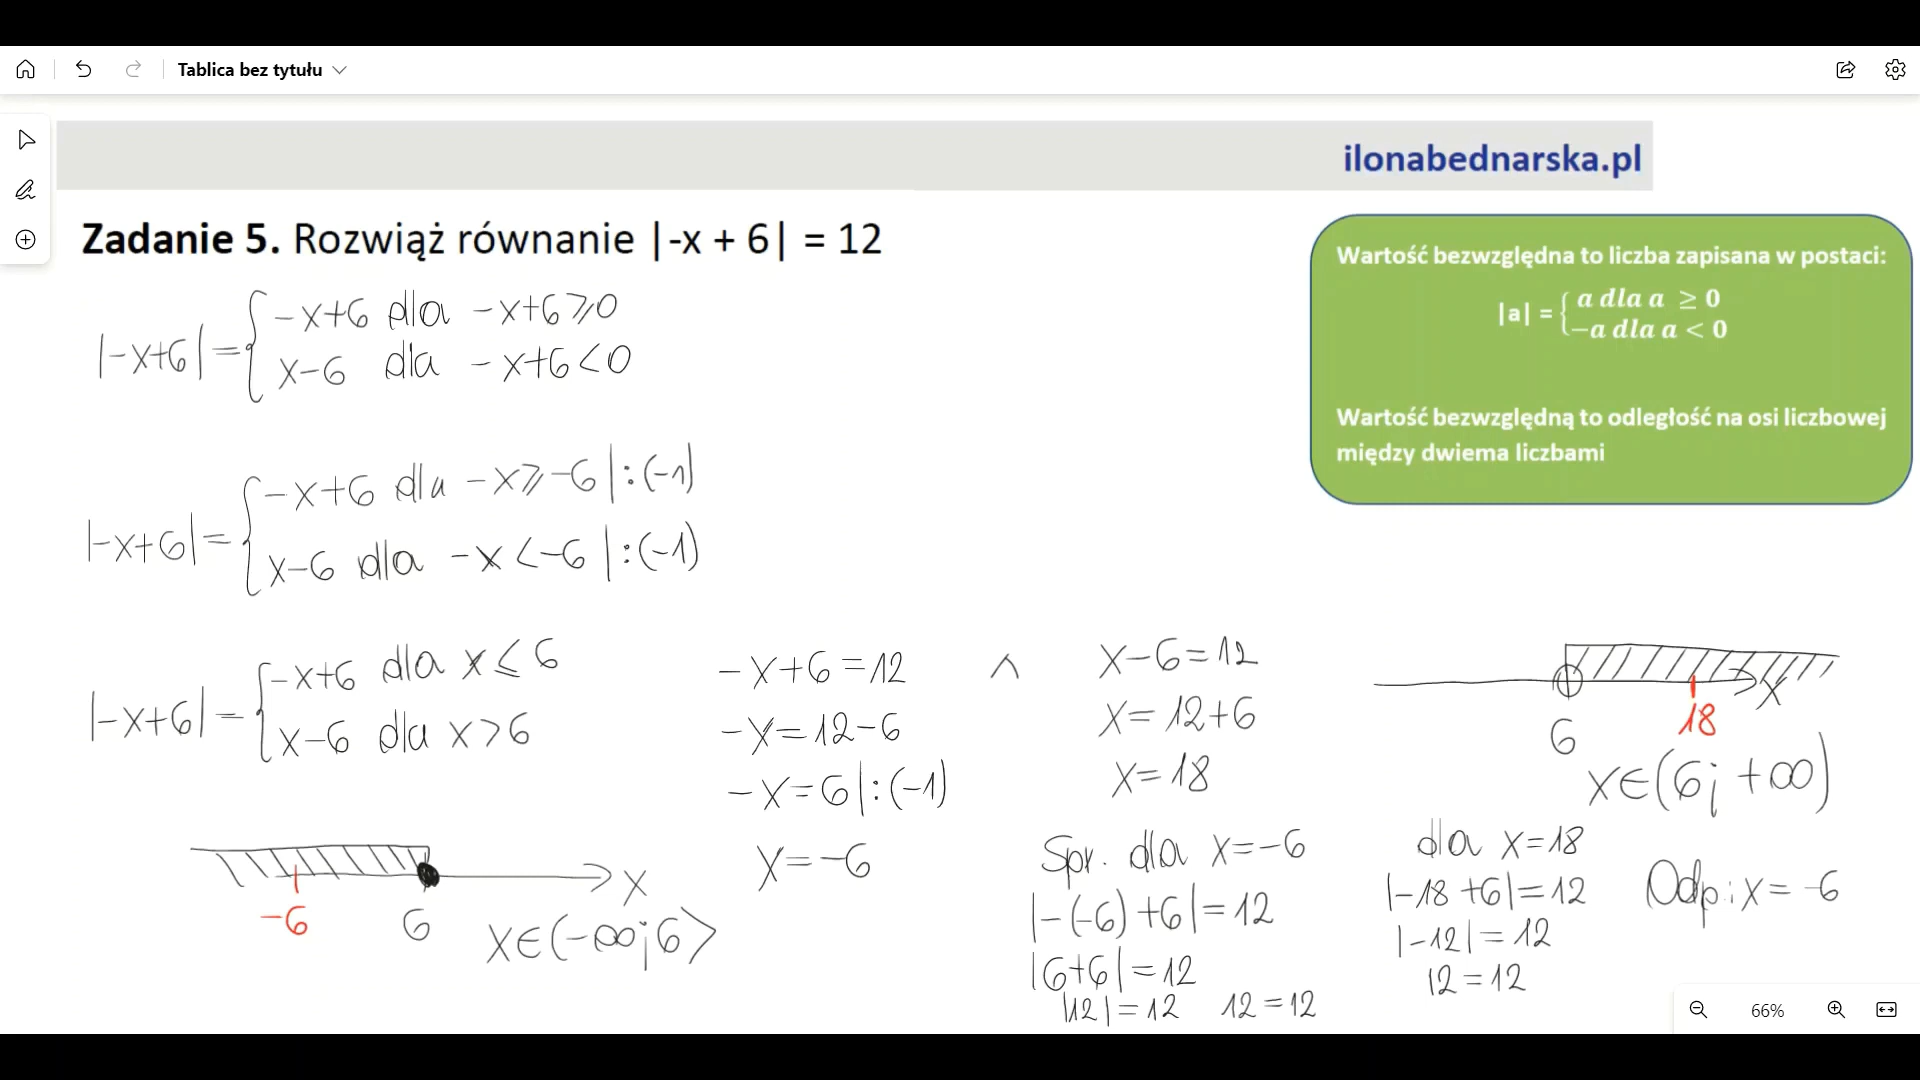 Tablica bez tytułu
ilonabednarska.pl
Zadanie 5. Rozwiąż równanie |-x + 6| = 12
Wartość bezwzględna to liczba zapisana w postaci:
|a| = { a dla a ≥ 0
−a dla a < 0
Wartość bezwzględną to odległość na osi liczbowej
między dwiema liczbami
|-x+6| = { -x+6 dla -x+6⩾0
x-6 dla -x+6<0
|-x+6| = { -x+6 dla -x⩾-6 |:(-1)
x-6 dla -x<-6 |:(-1)
|-x+6| = { -x+6 dla x≤6
x-6 dla x>6
-6 6 x
x∈(-∞;6>
-x+6=12
-x=12-6
-x=6|:(-1)
x=-6
∧
x-6=12
x=12+6
x=18
6 18 x
x∈(6; +∞)
Spr. dla x=-6
|-(-6)+6|=12
|6+6|=12
|12|=12 12=12
dla x=18
|-18+6|=12
|-12|=12
12=12
Odp: x= -6
66%